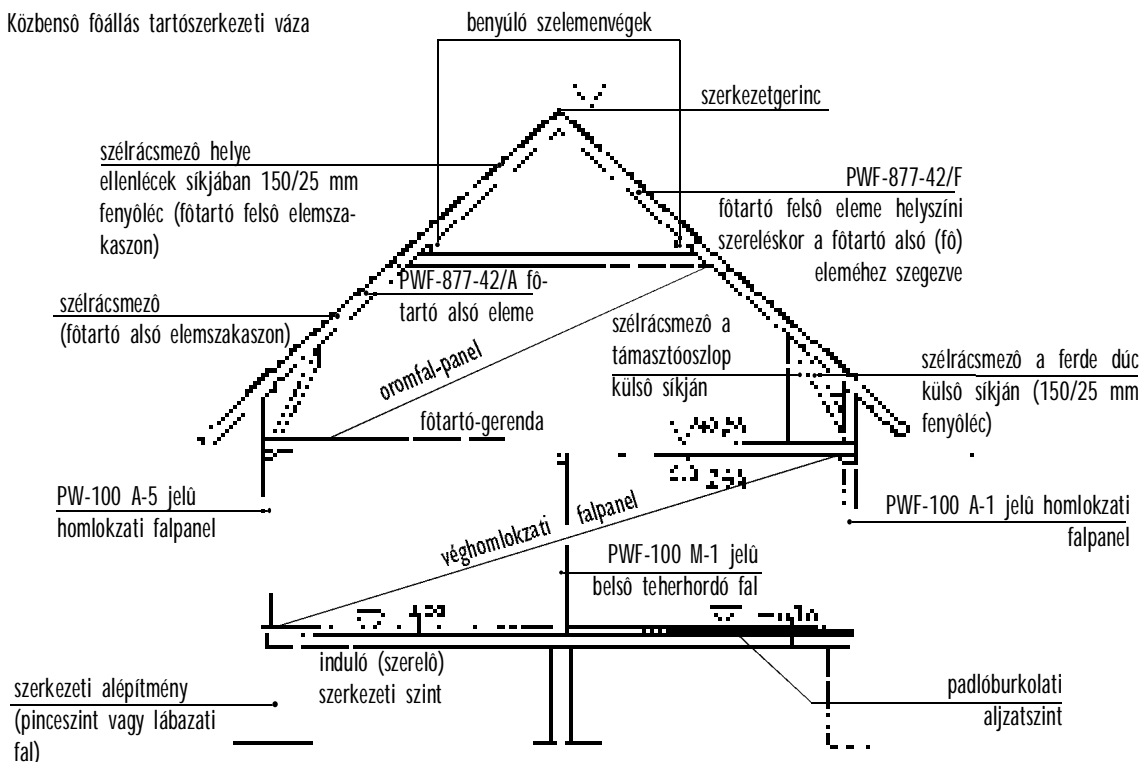 Közbensô fôállás tartószerkezeti váza
benyúló szelemenvégek
szerkezetgerinc
szélrácsmezô helye
ellenlécek síkjában 150/25 mm
fenyôléc (fôtartó felsô elemsza-
kaszon)
PWF-877-42/F
fôtartó felsô eleme helyszíni
szereléskor a fôtartó alsó (fô)
eleméhez szegezve
PWF-877-42/A fô-
tartó alsó eleme
szélrácsmezô
(fôtartó alsó elemszakaszon)
szélrácsmezô a
támasztóoszlop
külsô síkján
szélrácsmezô a ferde dúc
külsô síkján (150/25 mm
fenyôléc)
oromfal-panel
fôtartó-gerenda
PW-100 A-5 jelû
homlokzati falpanel
PWF-100 A-1 jelû homlokzati
falpanel
véghomlokzati falpanel
PWF-100 M-1 jelû
belsô teherhordó fal
induló (szerelô)
szerkezeti szint
szerkezeti alépítmény
(pinceszint vagy lábazati
fal)
padlóburkolati
aljzatszint